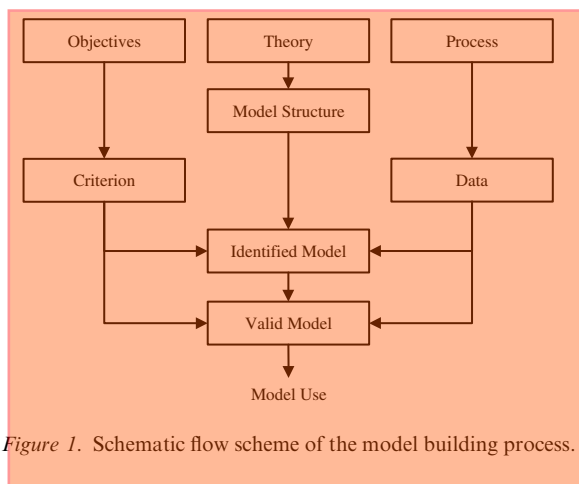 Objectives
Theory
Process
Model Structure
Criterion
Data
Identified Model
Valid Model
Model Use
Figure 1. Schematic flow scheme of the model building process.